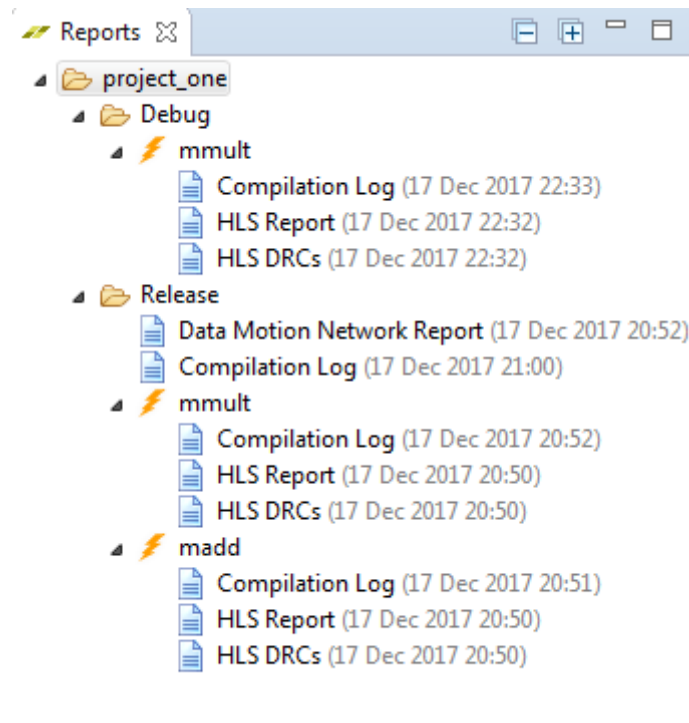 Reports
project_one
Debug
mmult
Compilation Log (17 Dec 2017 22:33)
HLS Report (17 Dec 2017 22:32)
HLS DRCs (17 Dec 2017 22:32)
Release
Data Motion Network Report (17 Dec 2017 20:52)
Compilation Log (17 Dec 2017 21:00)
mmult
Compilation Log (17 Dec 2017 20:52)
HLS Report (17 Dec 2017 20:50)
HLS DRCs (17 Dec 2017 20:50)
madd
Compilation Log (17 Dec 2017 20:51)
HLS Report (17 Dec 2017 20:50)
HLS DRCs (17 Dec 2017 20:50)